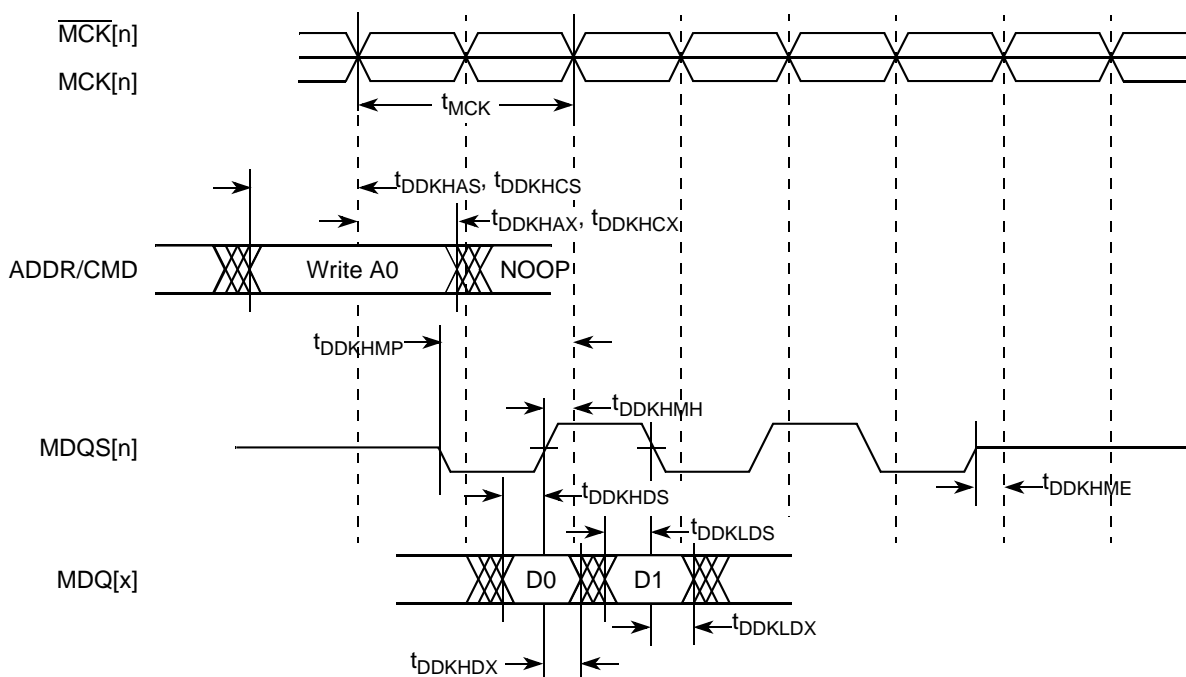 MCK[n]
MCK[n]
tMCK
tDDKHAS, tDDKHCS
tDDKHAX, tDDKHCX
ADDR/CMD
Write A0
NOOP
tDDKHMP
tDDKHMH
MDQS[n]
tDDKHME
tDDKHDS
tDDKLDS
MDQ[x]
D0
D1
tDDKLDX
tDDKHDX